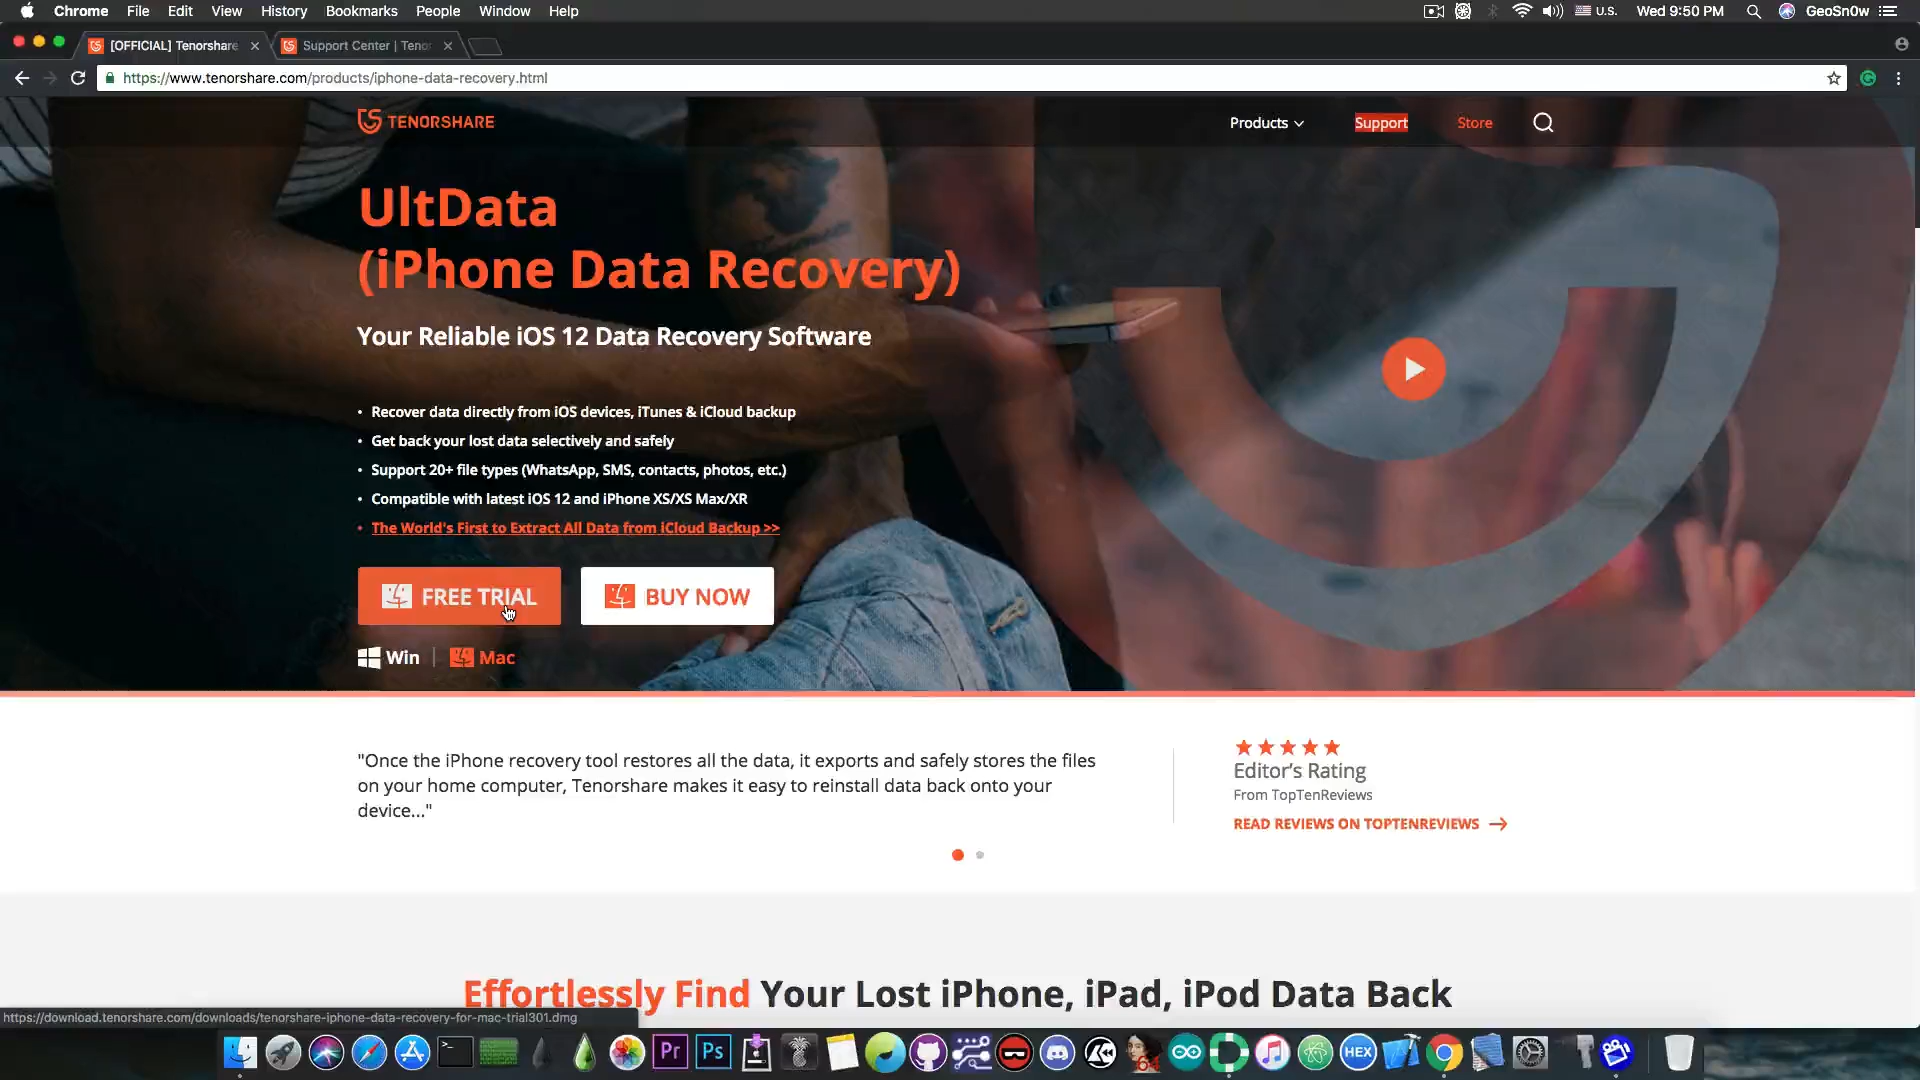 Chrome File Edit View History Bookmarks People Window Help U.S. Wed 9:50 PM GeoSn0w
[OFFICIAL] Tenorshare Support Center | Tenor
https://www.tenorshare.com/products/iphone-data-recovery.html
TENORSHARE Products Support Store
UltData
(iPhone Data Recovery)
Your Reliable iOS 12 Data Recovery Software
• Recover data directly from iOS devices, iTunes & iCloud backup
• Get back your lost data selectively and safely
• Support 20+ file types (WhatsApp, SMS, contacts, photos, etc.)
• Compatible with latest iOS 12 and iPhone XS/XS Max/XR
• The World's First to Extract All Data from iCloud Backup >>
FREE TRIAL BUY NOW
Win | Mac
"Once the iPhone recovery tool restores all the data, it exports and safely stores the files
on your home computer, Tenorshare makes it easy to reinstall data back onto your
device..."
Editor's Rating
From TopTenReviews
READ REVIEWS ON TOPTENREVIEWS
Effortlessly Find Your Lost iPhone, iPad, iPod Data Back
https://download.tenorshare.com/downloads/tenorshare-iphone-data-recovery-for-mac-trial301.dmg
Pr Ps 64 HEX